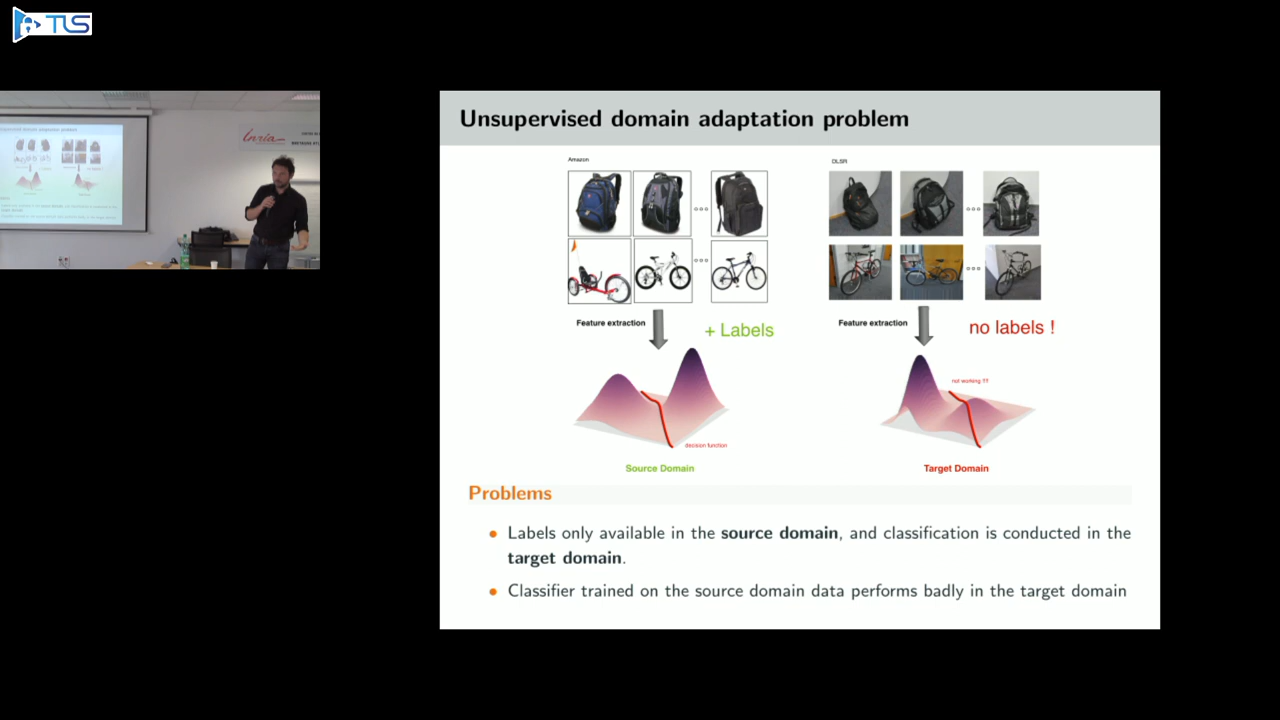 TLS
Inria
Unsupervised domain adaptation problem
Amazon
DLSR
Feature extraction
+ Labels
Feature extraction
no labels !
not working !!!!
decision function
Source Domain
Target Domain
Problems
• Labels only available in the source domain, and classification is conducted in the
target domain.
• Classifier trained on the source domain data performs badly in the target domain